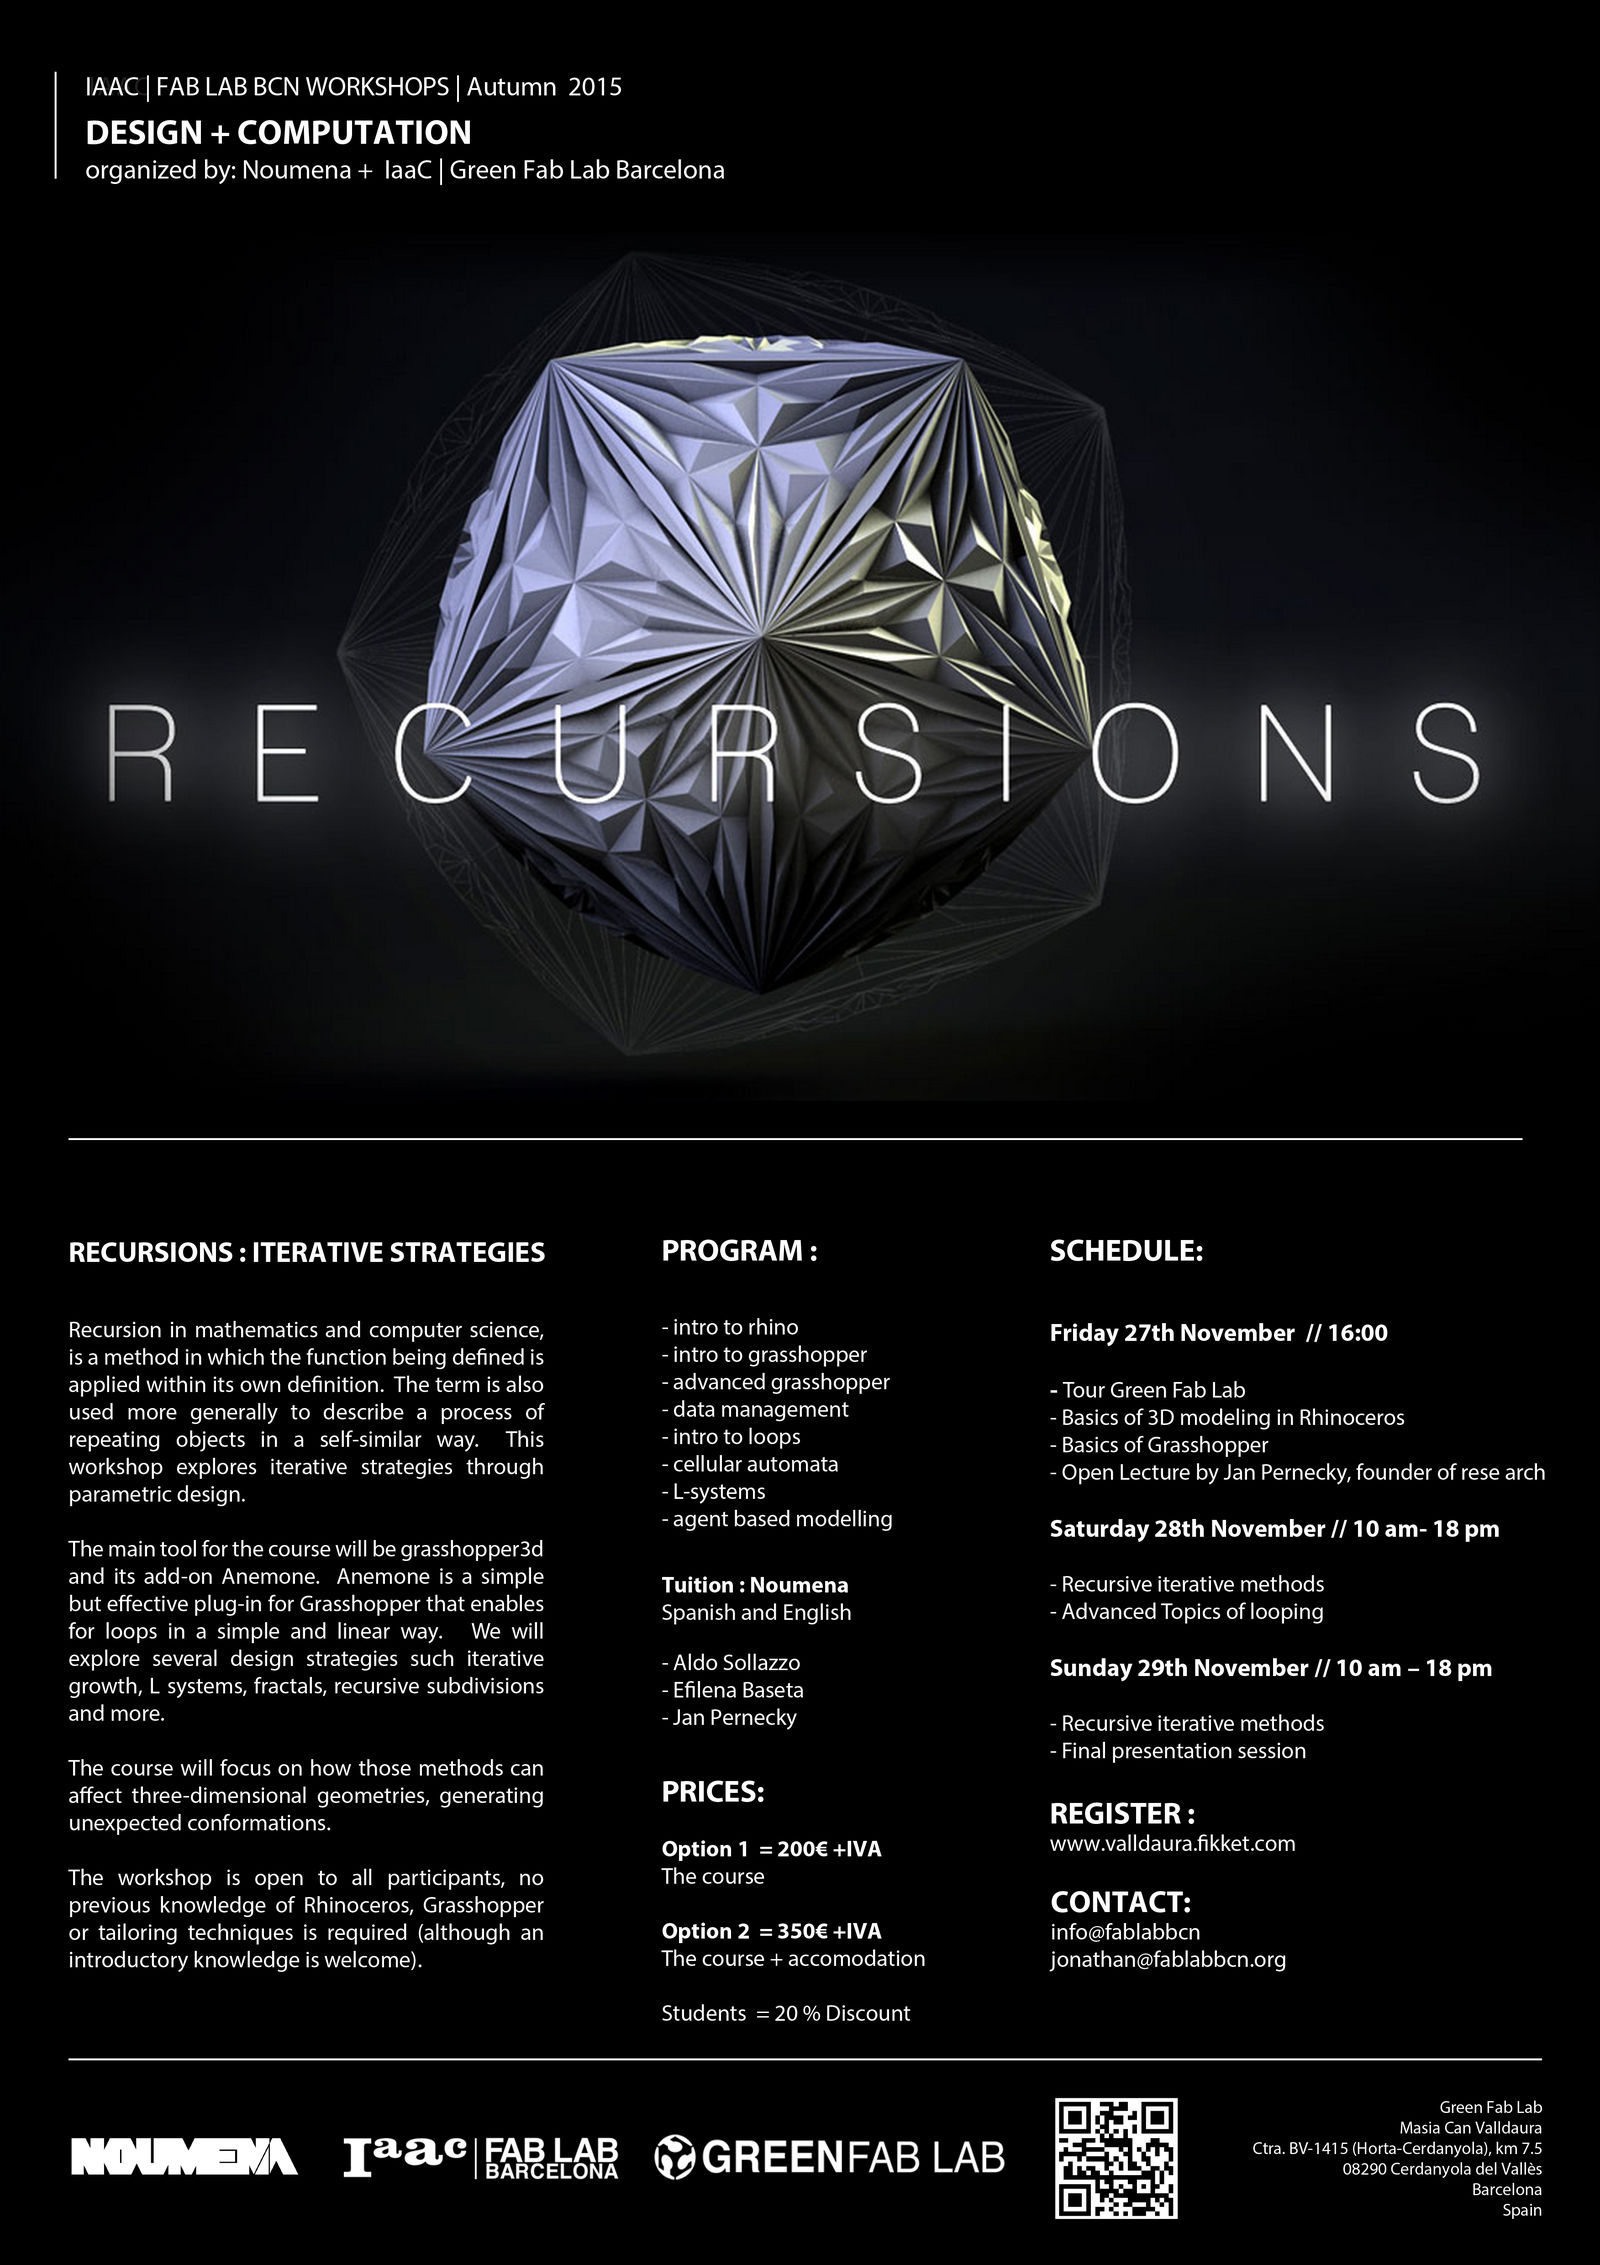 IAAC | FAB LAB BCN WORKSHOPS | Autumn 2015
DESIGN + COMPUTATION
organized by: Noumena + IaaC | Green Fab Lab Barcelona
RECURSIONS
RECURSIONS : ITERATIVE STRATEGIES
Recursion in mathematics and computer science,
is a method in which the function being defined is
applied within its own definition. The term is also
used more generally to describe a process of
repeating objects in a self-similar way. This
workshop explores iterative strategies through
parametric design.
The main tool for the course will be grasshopper3d
and its add-on Anemone. Anemone is a simple
but effective plug-in for Grasshopper that enables
for loops in a simple and linear way. We will
explore several design strategies such iterative
growth, L systems, fractals, recursive subdivisions
and more.
The course will focus on how those methods can
affect three-dimensional geometries, generating
unexpected conformations.
The workshop is open to all participants, no
previous knowledge of Rhinoceros, Grasshopper
or tailoring techniques is required (although an
introductory knowledge is welcome).
PROGRAM :
- intro to rhino
- intro to grasshopper
- advanced grasshopper
- data management
- intro to loops
- cellular automata
- L-systems
- agent based modelling
Tuition : Noumena
Spanish and English
- Aldo Sollazzo
- Efilena Baseta
- Jan Pernecky
PRICES:
Option 1 = 200€ +IVA
The course
Option 2 = 350€ +IVA
The course + accomodation
Students = 20 % Discount
SCHEDULE:
Friday 27th November // 16:00
- Tour Green Fab Lab
- Basics of 3D modeling in Rhinoceros
- Basics of Grasshopper
- Open Lecture by Jan Pernecky, founder of rese arch
Saturday 28th November // 10 am- 18 pm
- Recursive iterative methods
- Advanced Topics of looping
Sunday 29th November // 10 am – 18 pm
- Recursive iterative methods
- Final presentation session
REGISTER :
www.valldaura.fikket.com
CONTACT:
info@fablabbcn
jonathan@fablabbcn.org
NOUMENA
Iaac | FAB LAB
BARCELONA
GREENFAB LAB
Green Fab Lab
Masia Can Valldaura
Ctra. BV-1415 (Horta-Cerdanyola), km 7.5
08290 Cerdanyola del Vallès
Barcelona
Spain